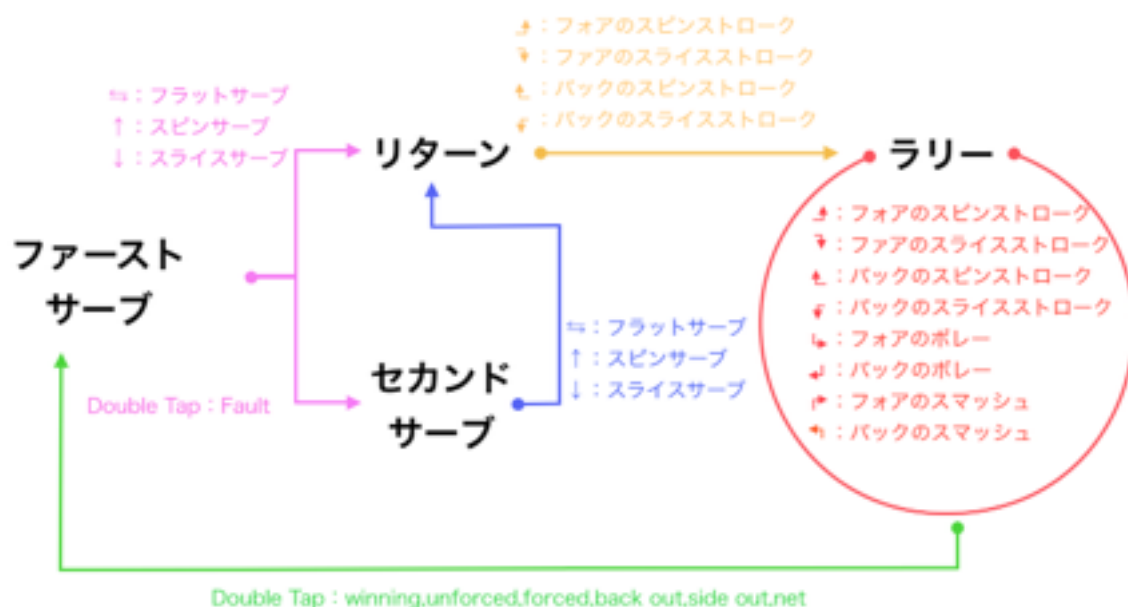 ⇆：フラットサーブ
↑：スピンサーブ
↓：スライスサーブ
：フォアのスピンストローク
：ファアのスライスストローク
：バックのスピンストローク
：バックのスライスストローク
リターン
ラリー
ファースト
サーブ
Double Tap：Fault
セカンド
サーブ
⇆：フラットサーブ
↑：スピンサーブ
↓：スライスサーブ
：フォアのスピンストローク
：ファアのスライスストローク
：バックのスピンストローク
：バックのスライスストローク
：フォアのボレー
：バックのボレー
：フォアのスマッシュ
：バックのスマッシュ
Double Tap：winning,unforced,forced,back out,side out,net